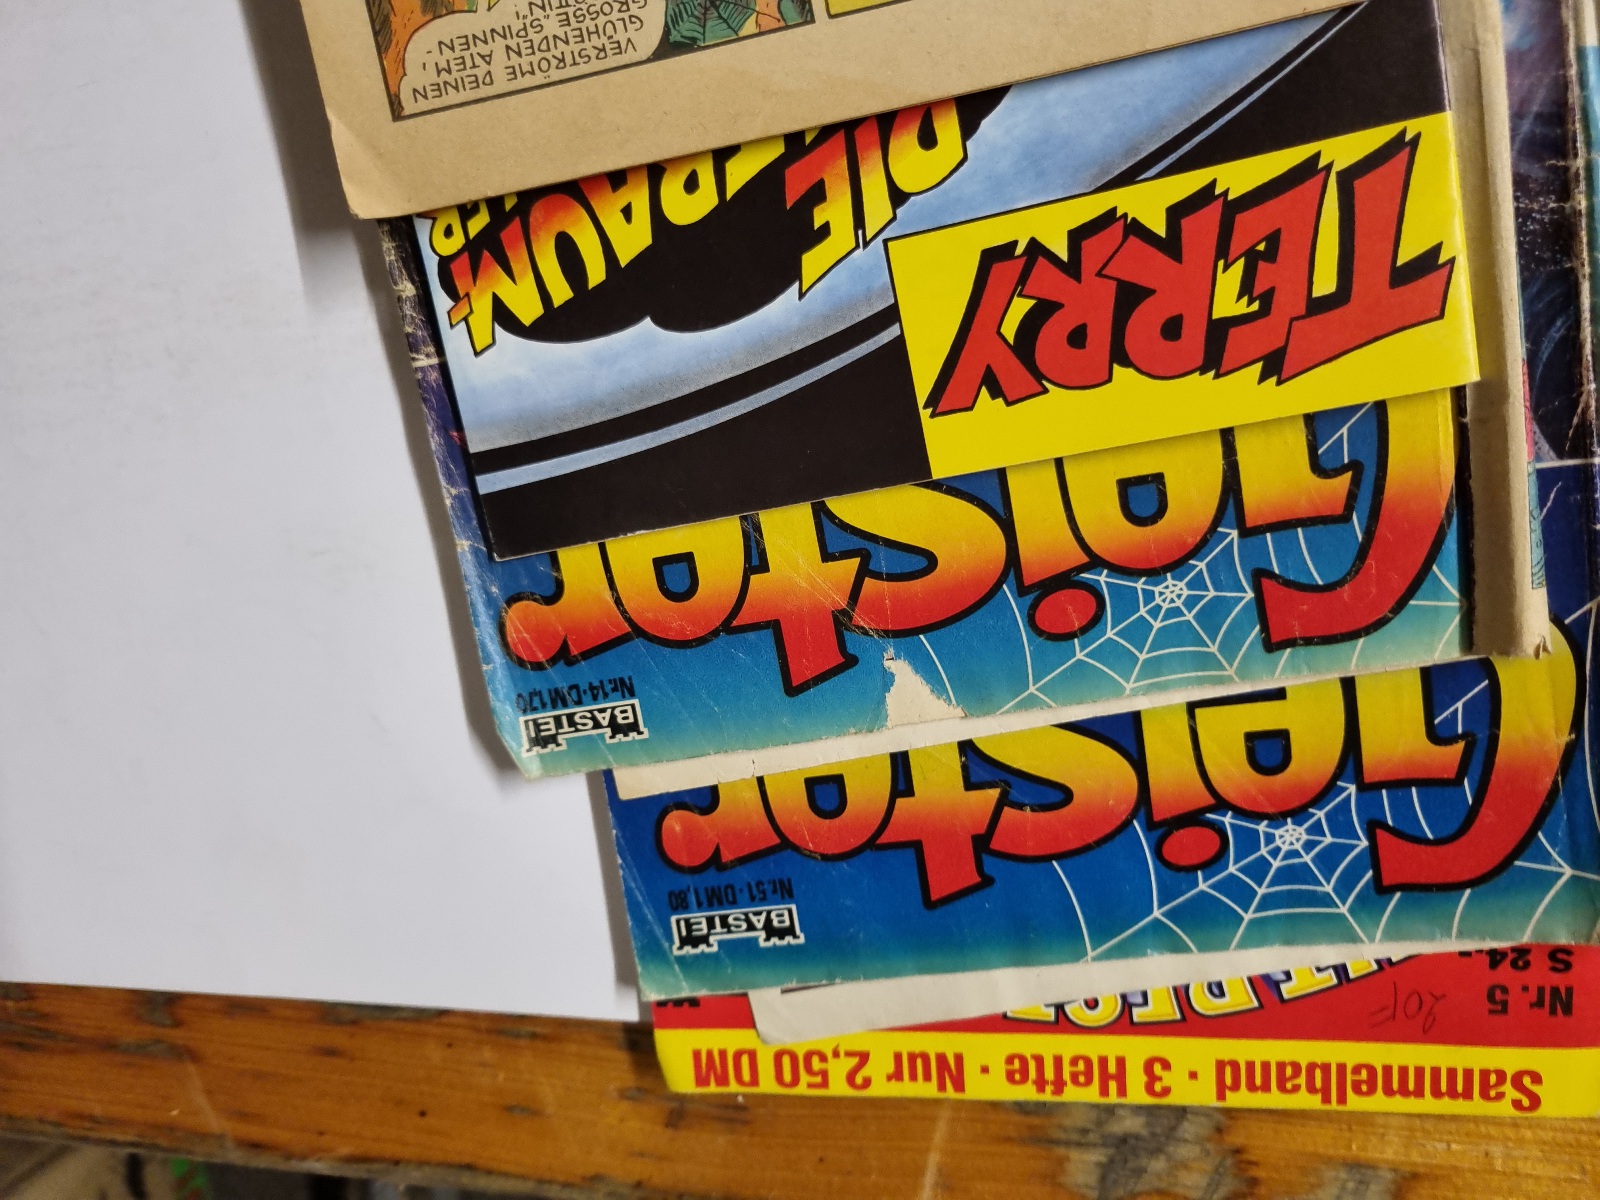 Sammelband · 3 Hefte · Nur 2,50 DM
Nr. 5
S 24.-
20F
BASTEI
Nr. 51 · DM 1,80
Geister
BASTEI
Nr. 14 · DM 1,70
Geister
TERRY
DIE
RAUM-
VERSTRÖME DEINEN
GLÜHENDEN ATEM,
GROSSE „SPINNEN-